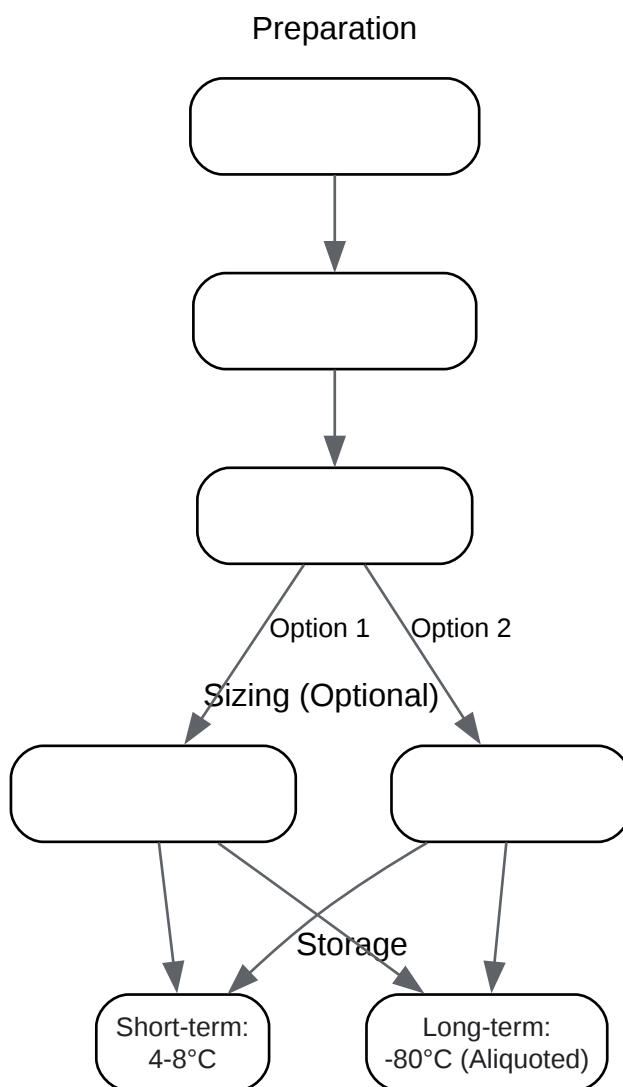 Preparation
Option 1
Option 2
Sizing (Optional)
Storage
Short-term:
4-8°C
Long-term:
-80°C (Aliquoted)